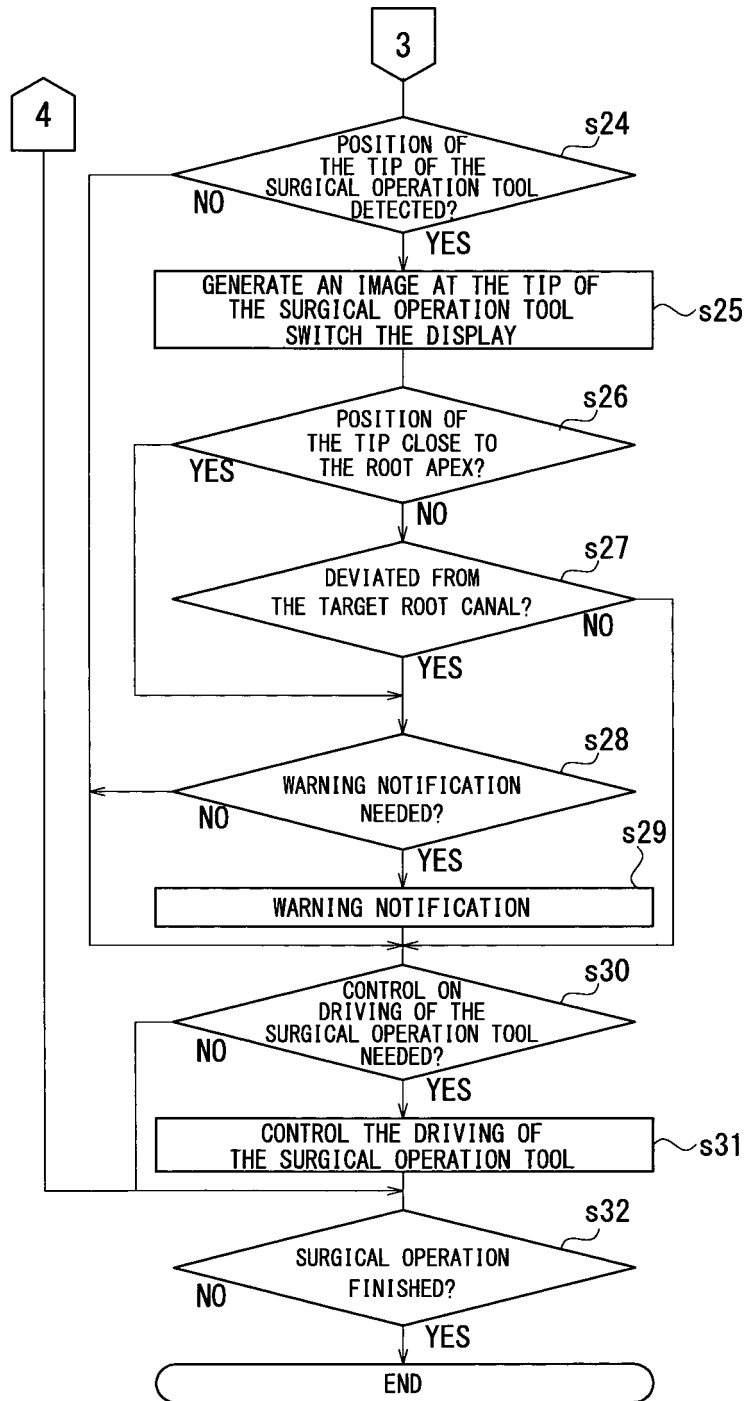 3
4
s24
POSITION OF
THE TIP OF THE
SURGICAL OPERATION TOOL
DETECTED?
NO
YES
GENERATE AN IMAGE AT THE TIP OF
THE SURGICAL OPERATION TOOL
SWITCH THE DISPLAY
s25
s26
POSITION OF
THE TIP CLOSE TO
THE ROOT APEX?
YES
NO
s27
DEVIATED FROM
THE TARGET ROOT CANAL?
NO
YES
s28
WARNING NOTIFICATION
NEEDED?
NO
YES
s29
WARNING NOTIFICATION
s30
CONTROL ON
DRIVING OF THE
SURGICAL OPERATION TOOL
NEEDED?
NO
YES
CONTROL THE DRIVING OF
THE SURGICAL OPERATION TOOL
s31
s32
SURGICAL OPERATION
FINISHED?
NO
YES
END